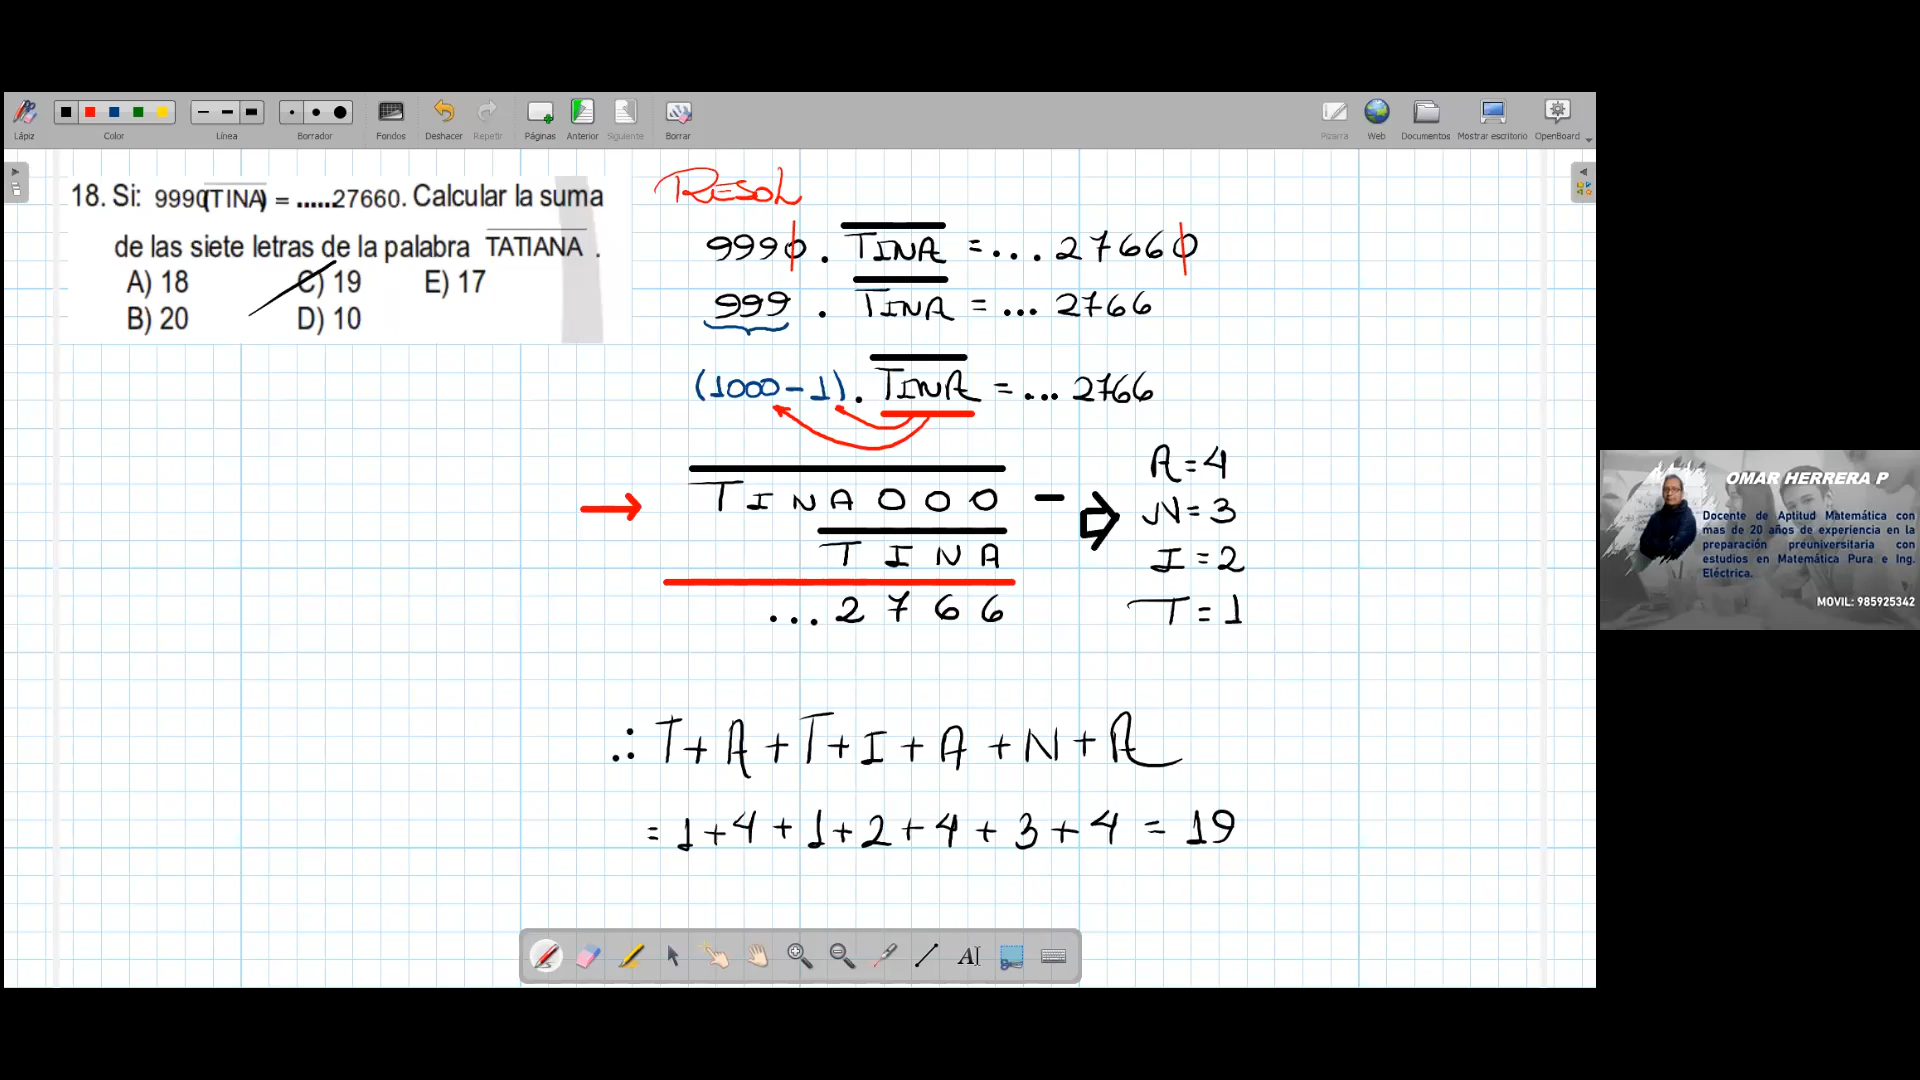 Lápiz
Color
Línea
Borrador
Fondos
Deshacer
Repetir
Páginas
Anterior
Siguiente
Borrar
Pizarra
Web
Documentos
Mostrar escritorio
OpenBoard
18. Si: 9990(TINA) = ......27660. Calcular la suma
de las siete letras de la palabra TATIANA .
A) 18 C) 19 E) 17
B) 20 D) 10
RESOL
9990 . TINA = ... 27660
999 . TINA = ... 2766
(1000 - 1) . TINA = ... 2766
TINA000 -
TINA
... 2766
A = 4
N = 3
I = 2
T = 1
∴ T + A + T + I + A + N + A
= 1 + 4 + 1 + 2 + 4 + 3 + 4 = 19
OMAR HERRERA P
Docente de Aptitud Matemática con
mas de 20 años de experiencia en la
preparación preuniversitaria con
estudios en Matemática Pura e Ing.
Eléctrica.
MOVIL: 985925342